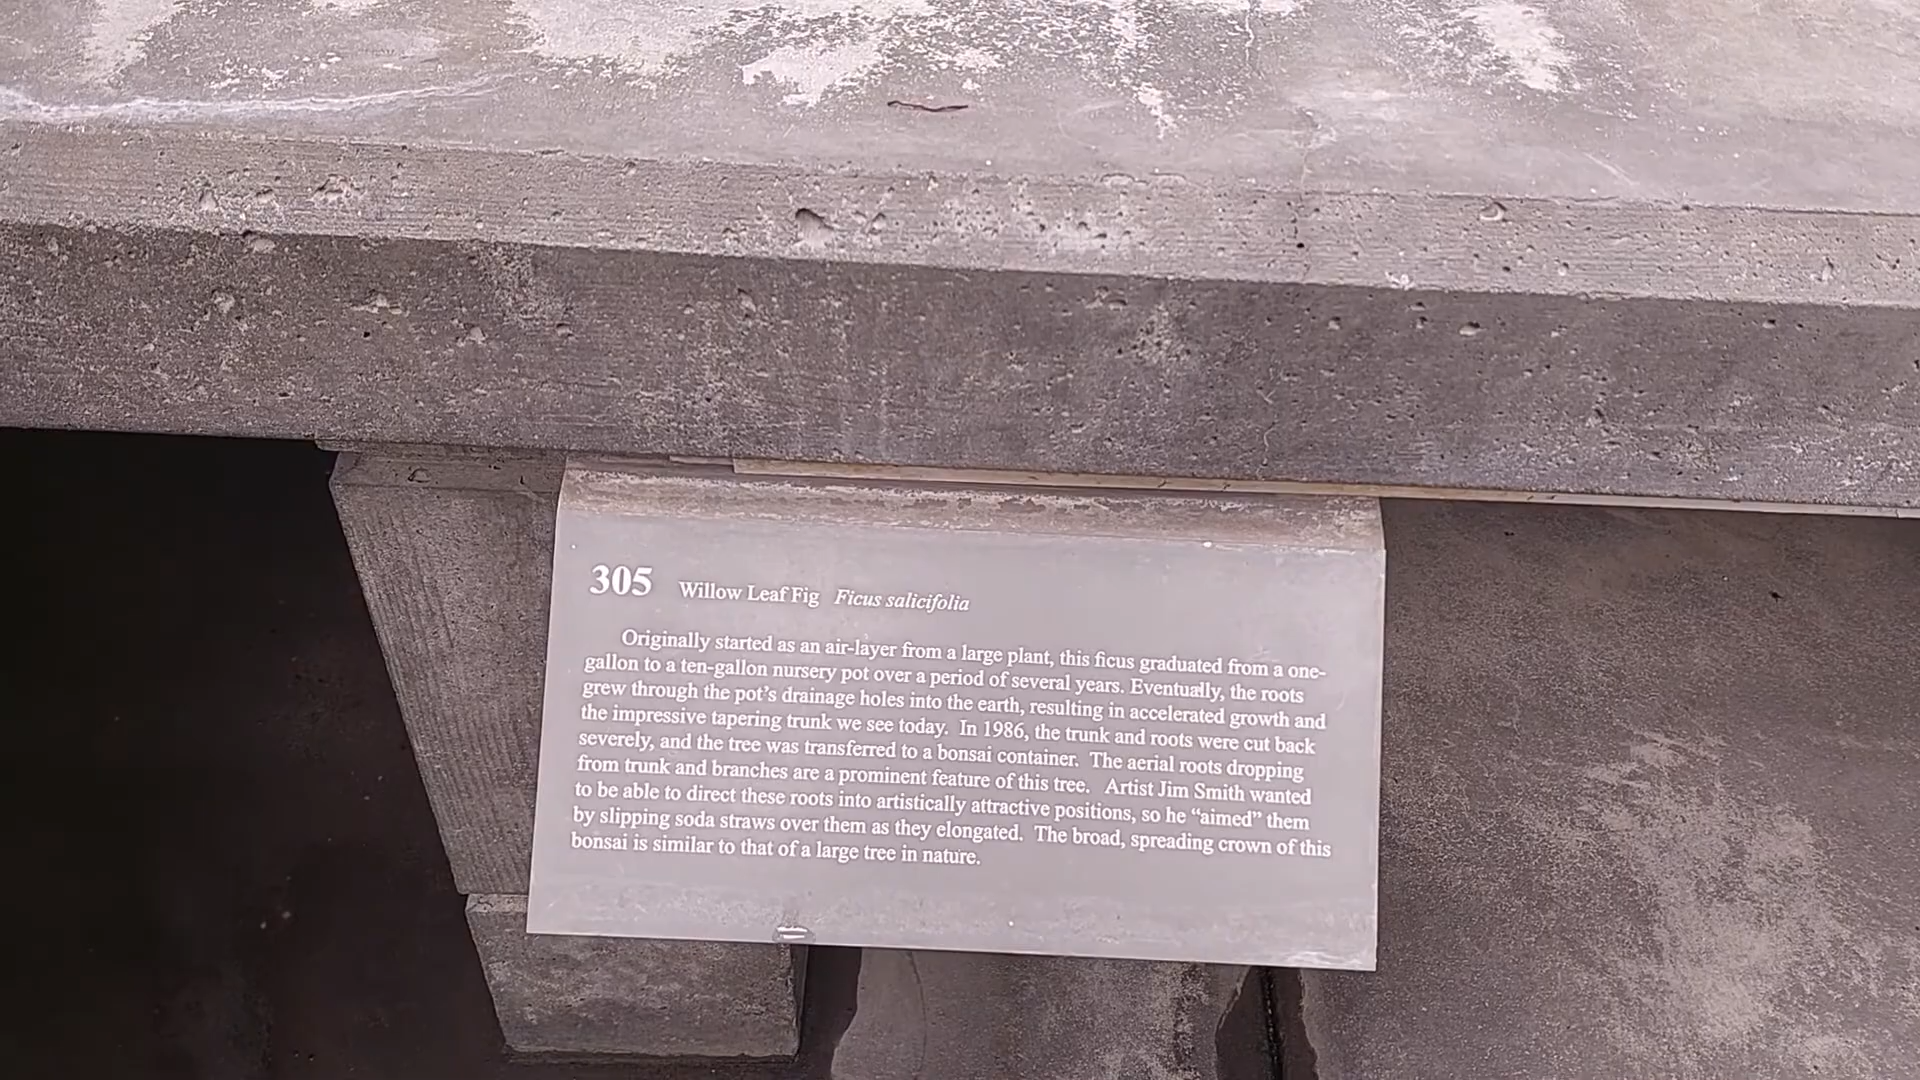 305 Willow Leaf Fig Ficus salicifolia
Originally started as an air-layer from a large plant, this ficus graduated from a one-
gallon to a ten-gallon nursery pot over a period of several years. Eventually, the roots
grew through the pot’s drainage holes into the earth, resulting in accelerated growth and
the impressive tapering trunk we see today. In 1986, the trunk and roots were cut back
severely, and the tree was transferred to a bonsai container. The aerial roots dropping
from trunk and branches are a prominent feature of this tree. Artist Jim Smith wanted
to be able to direct these roots into artistically attractive positions, so he “aimed” them
by slipping soda straws over them as they elongated. The broad, spreading crown of this
bonsai is similar to that of a large tree in nature.